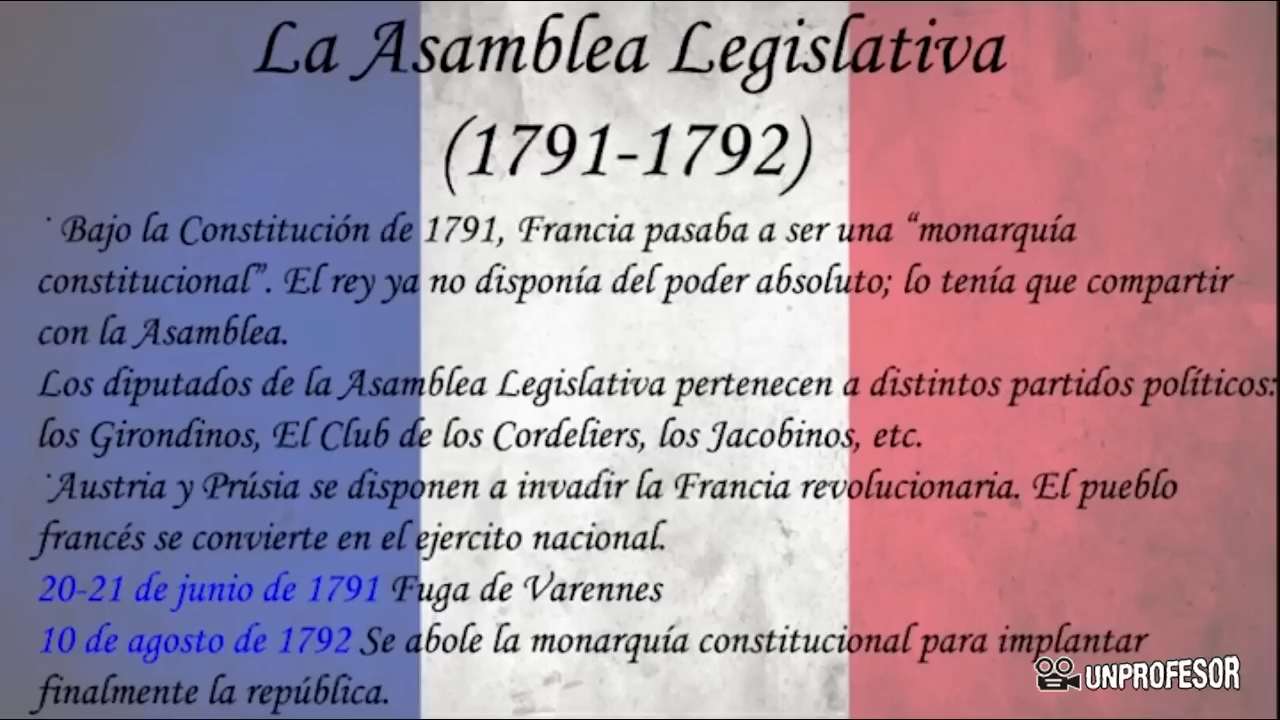 La Asamblea Legislativa
(1791-1792)
· Bajo la Constitución de 1791, Francia pasaba a ser una “monarquía
constitucional”. El rey ya no disponía del poder absoluto; lo tenía que compartir
con la Asamblea.
Los diputados de la Asamblea Legislativa pertenecen a distintos partidos políticos:
los Girondinos, El Club de los Cordeliers, los Jacobinos, etc.
·Austria y Prúsia se disponen a invadir la Francia revolucionaria. El pueblo
francés se convierte en el ejercito nacional.
20-21 de junio de 1791 Fuga de Varennes
10 de agosto de 1792 Se abole la monarquía constitucional para implantar
finalmente la república.
UNPROFESOR